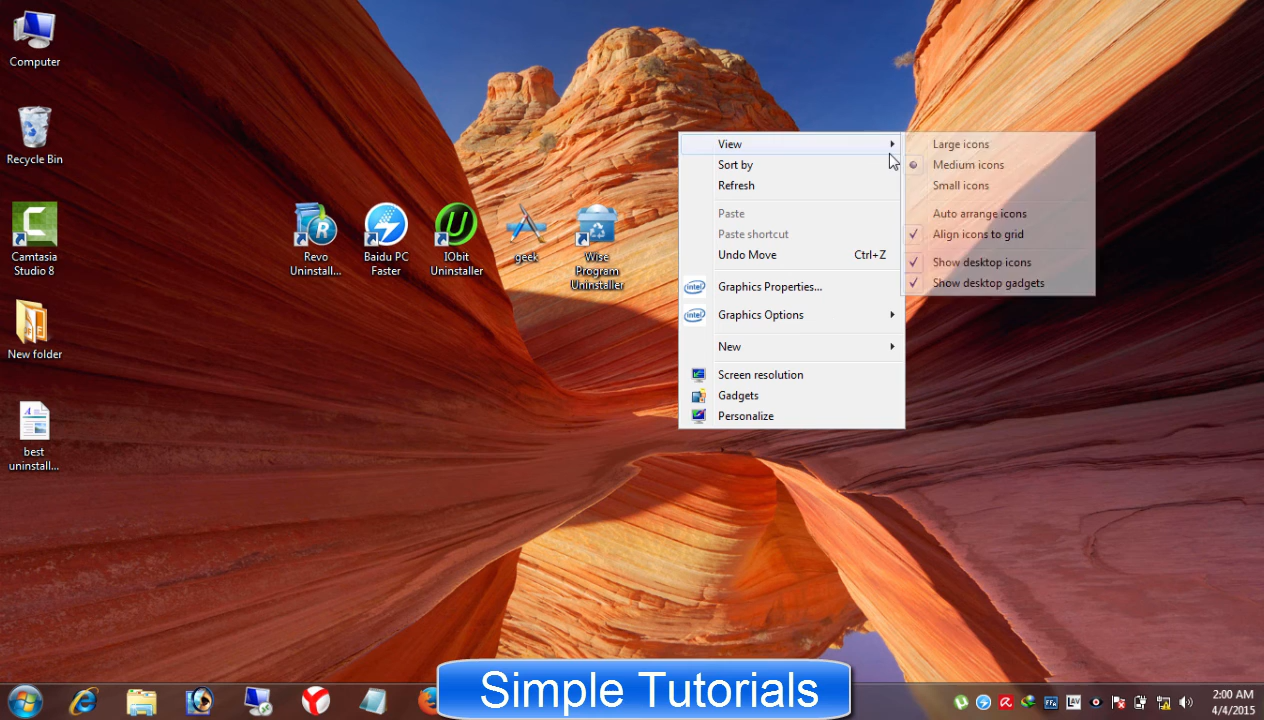 Computer
Recycle Bin
Camtasia
Studio 8
New folder
best
uninstall...
Revo
Uninstall...
Baidu PC
Faster
IObit
Uninstaller
geek
Wise
Program
Uninstaller
View
Sort by
Refresh
Paste
Paste shortcut
Undo Move Ctrl+Z
intel Graphics Properties...
intel Graphics Options
New
Screen resolution
Gadgets
Personalize
Large icons
Medium icons
Small icons
Auto arrange icons
Align icons to grid
Show desktop icons
Show desktop gadgets
Simple Tutorials
2:00 AM
4/4/2015